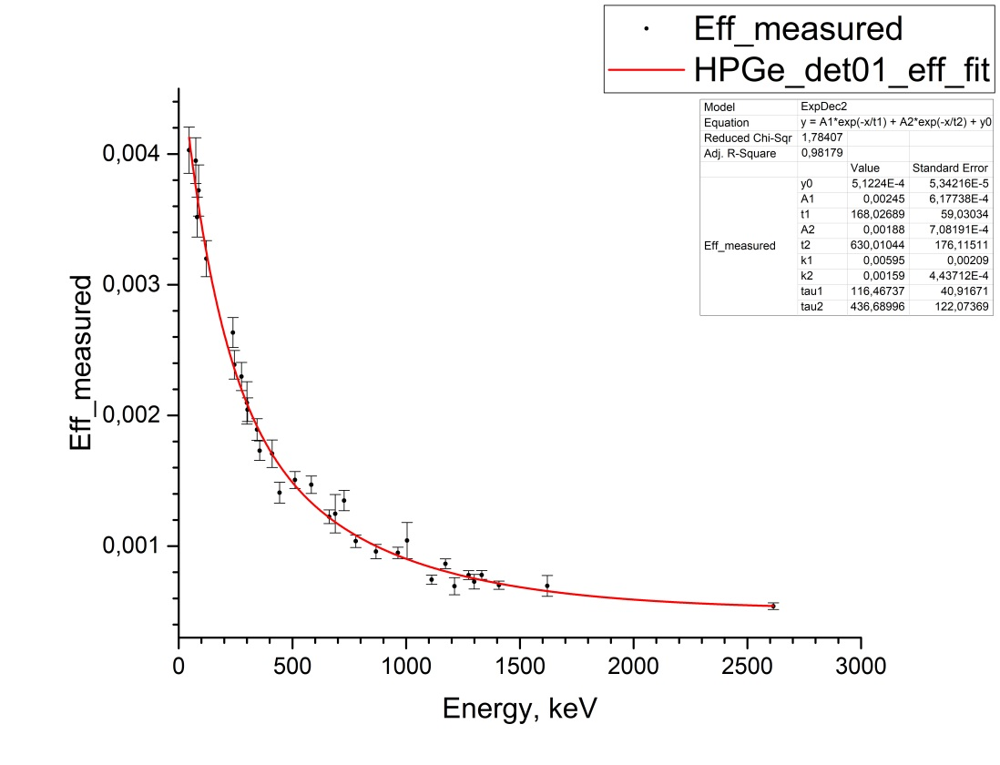 Eff_measured
HPGe_det01_eff_fit
Model ExpDec2
Equation y = A1*exp(-x/t1) + A2*exp(-x/t2) + y0
Reduced Chi-Sqr 1,78407
Adj. R-Square 0,98179
Value Standard Error
Eff_measured
y0 5,1224E-4 5,34216E-5
A1 0,00245 6,17738E-4
t1 168,02689 59,03034
A2 0,00188 7,08191E-4
t2 630,01044 176,11511
k1 0,00595 0,00209
k2 0,00159 4,43712E-4
tau1 116,46737 40,91671
tau2 436,68996 122,07369
Eff_measured
0,004
0,003
0,002
0,001
0 500 1000 1500 2000 2500 3000
Energy, keV